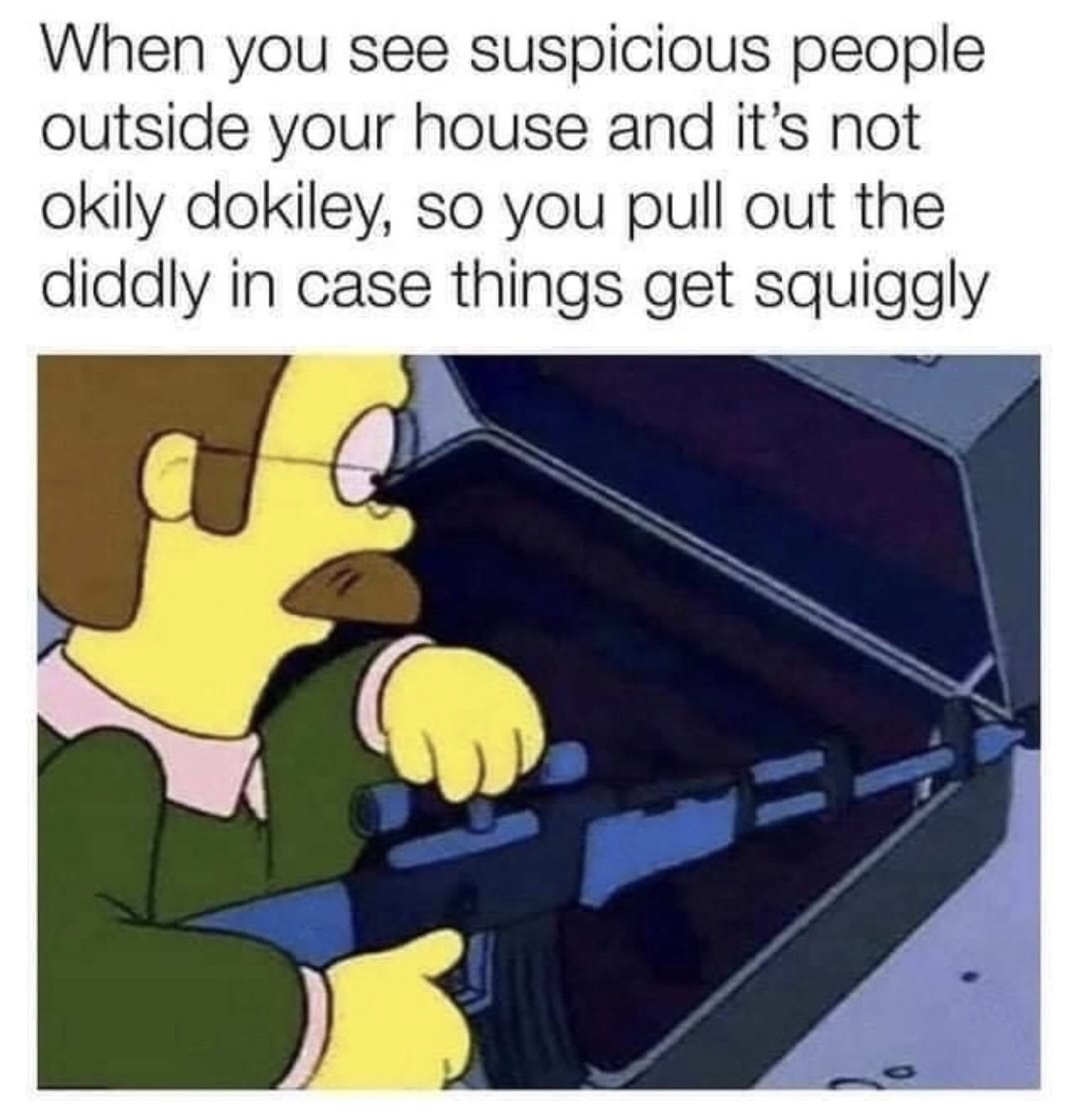 When you see suspicious people
outside your house and it’s not
okily dokiley, so you pull out the
diddly in case things get squiggly